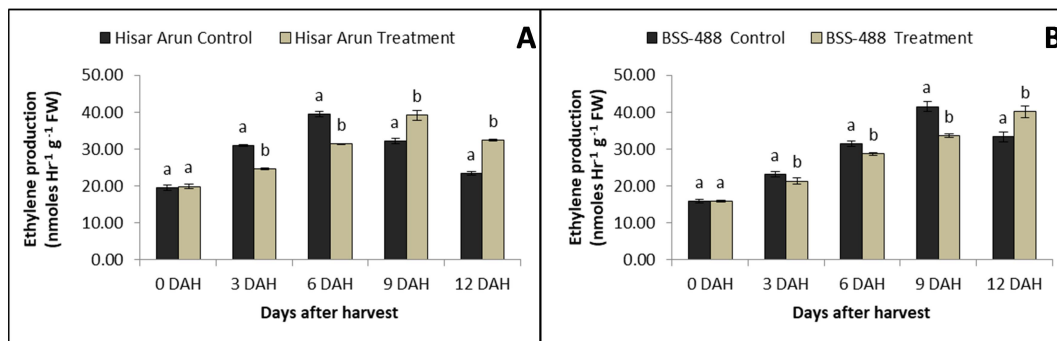 Hisar Arun Control Hisar Arun Treatment A
Ethylene production
(nmoles Hr-1 g-1 FW)
50.00
40.00
30.00
20.00
10.00
0.00
a a a b a b a b a b
0 DAH 3 DAH 6 DAH 9 DAH 12 DAH
Days after harvest
BSS-488 Control BSS-488 Treatment B
Ethylene production
(nmoles Hr-1 g-1 FW)
50.00
40.00
30.00
20.00
10.00
0.00
a a a b a b a b a b
0 DAH 3 DAH 6 DAH 9 DAH 12 DAH
Days after harvest